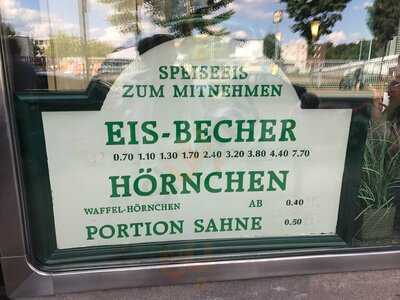 SPEISEEIS
ZUM MITNEHMEN
EIS-BECHER
0.70 1.10 1.30 1.70 2.40 3.20 3.80 4.40 7.70
HÖRNCHEN
WAFFEL-HÖRNCHEN AB 0.40
PORTION SAHNE 0.50